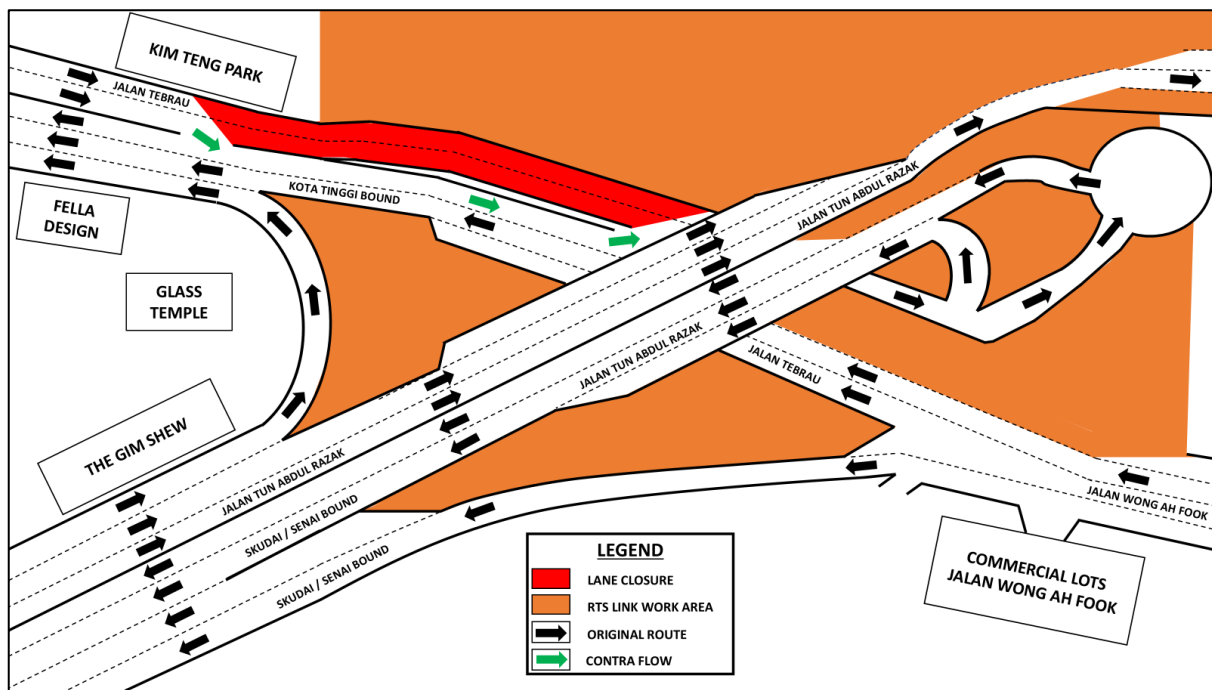 KIM TENG PARK
JALAN TEBRAU
KOTA TINGGI BOUND
FELLA
DESIGN
GLASS
TEMPLE
THE GIM SHEW
JALAN TUN ABDUL RAZAK
JALAN TUN ABDUL RAZAK
JALAN TEBRAU
JALAN TUN ABDUL RAZAK
SKUDAI / SENAI BOUND
SKUDAI / SENAI BOUND
JALAN WONG AH FOOK
COMMERCIAL LOTS
JALAN WONG AH FOOK
LEGEND
LANE CLOSURE
RTS LINK WORK AREA
ORIGINAL ROUTE
CONTRA FLOW